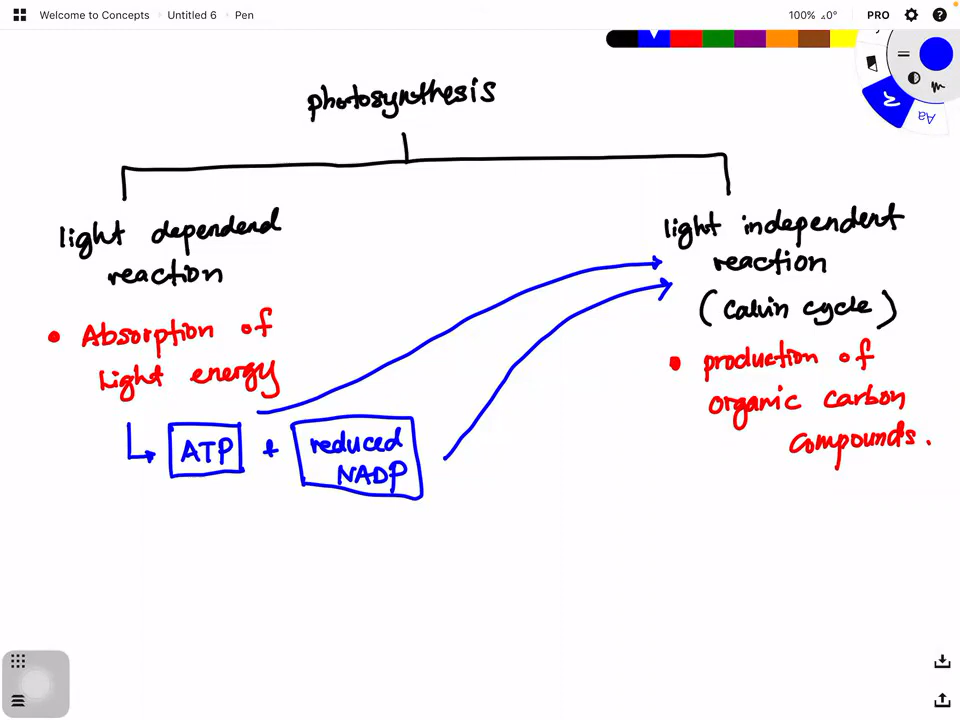 Welcome to Concepts > Untitled 6 > Pen
100% 0°
PRO
Aa
photosynthesis
light dependend
reaction
• Absorption of
light energy
ATP + reduced
NADP
light independent
reaction
(Calvin cycle)
• production of
organic carbon
compounds.